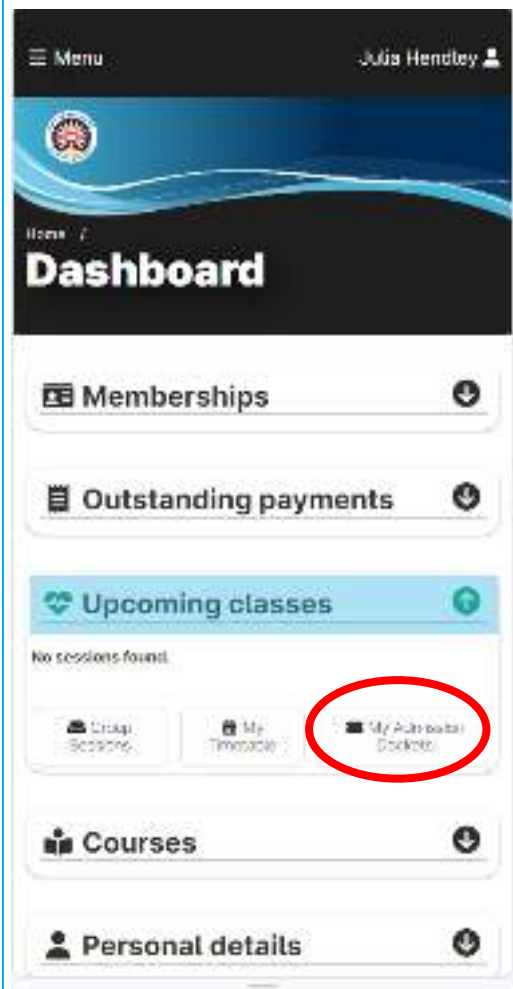 Menu
Julia Hendley
Home /
Dashboard
Memberships
Outstanding payments
Upcoming classes
No sessions found.
Group
Sessions
My
Timetable
My Admission
Dockets
Courses
Personal details